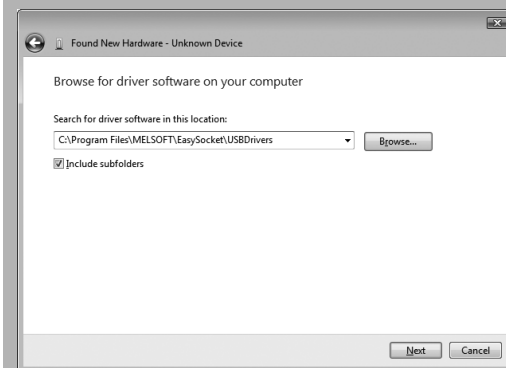 Found New Hardware - Unknown Device
Browse for driver software on your computer
Search for driver software in this location:
C:\Program Files\MELSOFT\EasySocket\USBDrivers
Browse...
Include subfolders
Next
Cancel